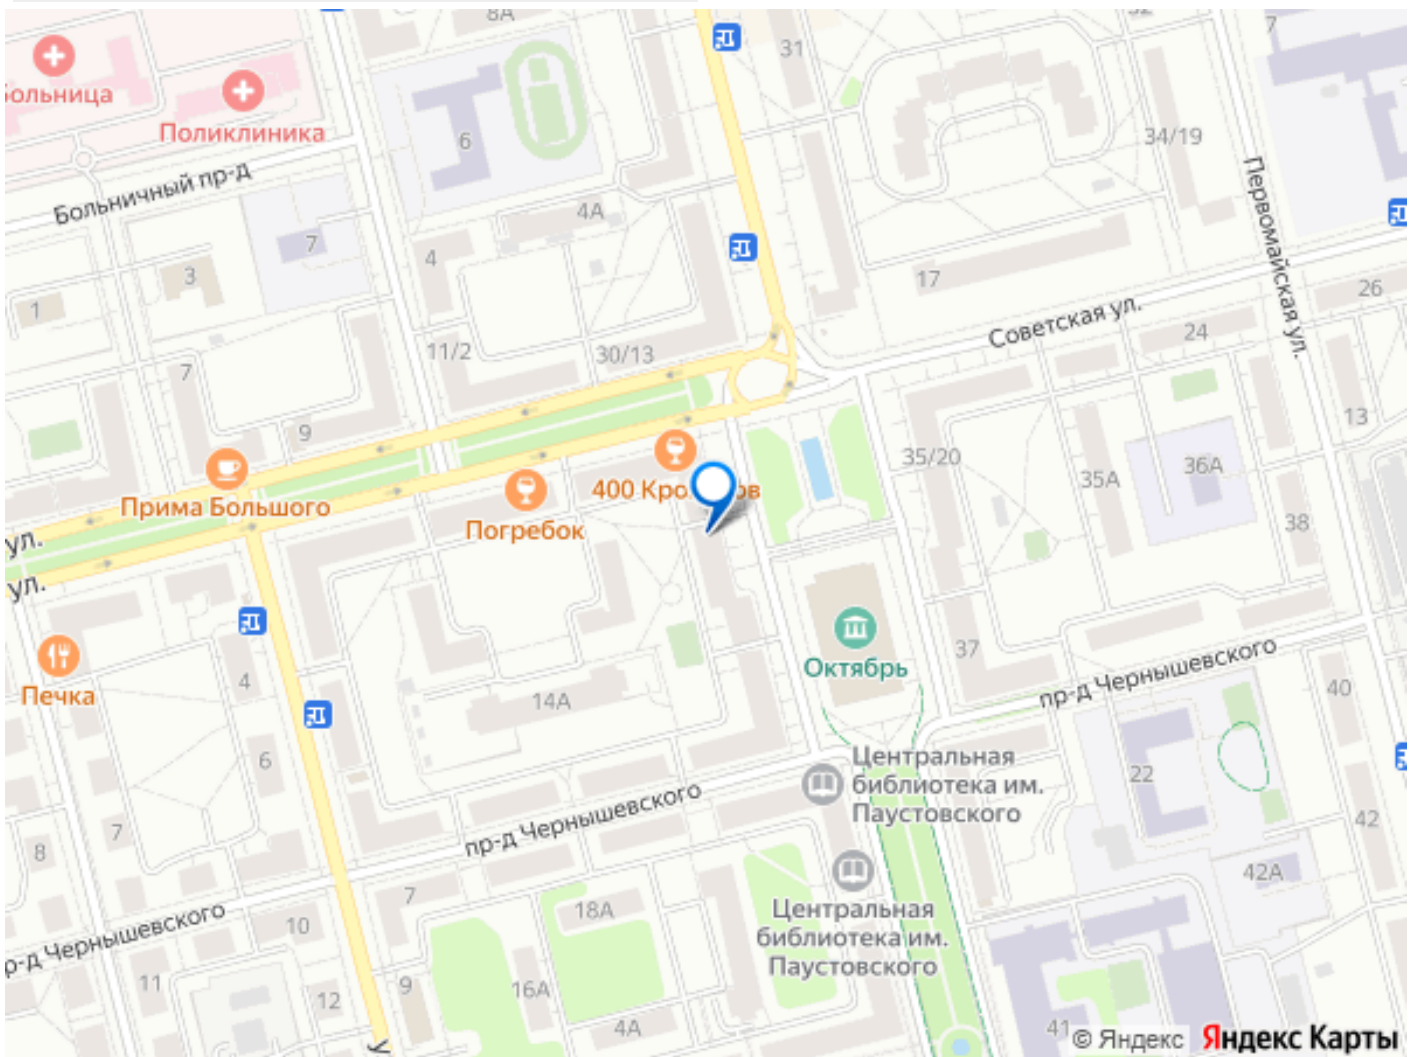 8А
31
32
7
Больница
Поликлиника
6
34/19
Больничный пр-д
Первомайская ул.
4А
7
4
3
17
26
1
Советская ул.
24
11/2
30/13
7
13
9
35/20
36А
35А
400
Прима Большого
Погребок
38
ул.
ул.
Печка
Октябрь
37
пр-д Чернышевского
4
14А
40
6
Центральная
библиотека им.
Паустовского
22
пр-д Чернышевского
7
8
42
42А
7
18А
Центральная
библиотека им.
Паустовского
10
р-д Чернышевского
11
9
16А
12
4А
41
© Яндекс
Яндекс Карты